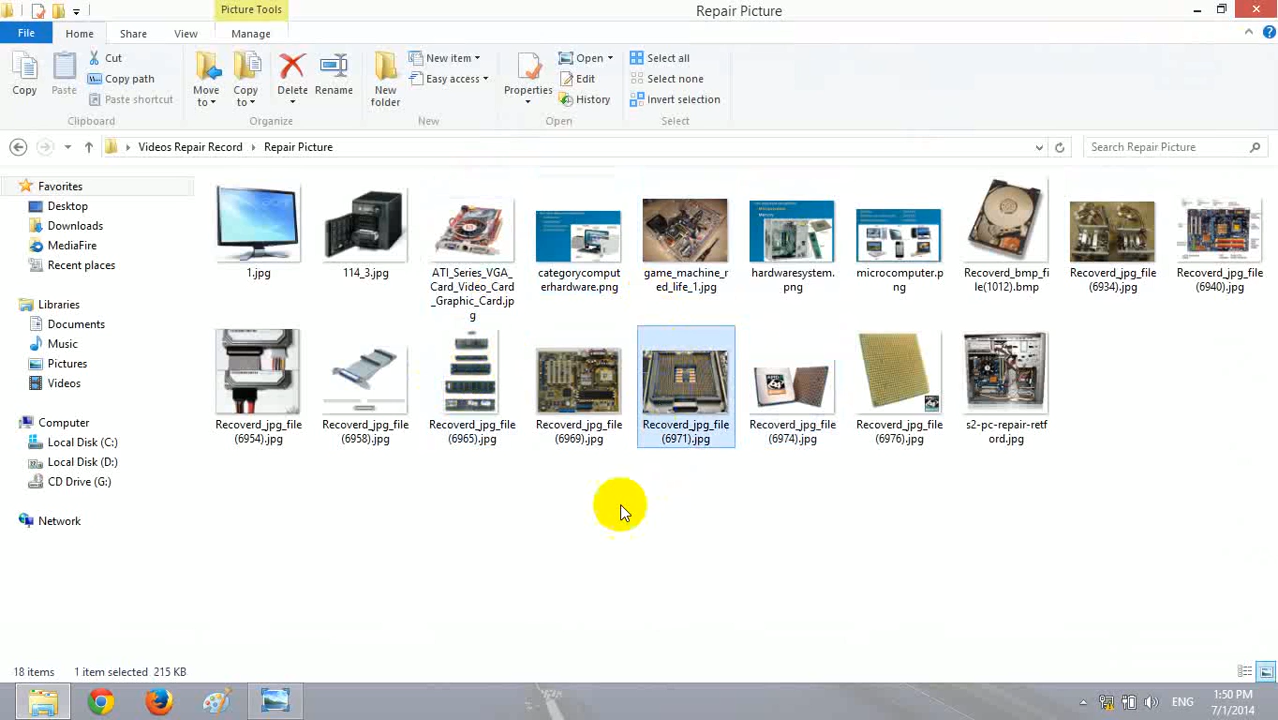 Picture Tools
Repair Picture
File
Home
Share
View
Manage
Copy
Paste
Cut
Copy path
Paste shortcut
Clipboard
Move to
Copy to
Delete
Rename
Organize
New folder
New item
Easy access
New
Properties
Open
Edit
History
Open
Select all
Select none
Invert selection
Select
Videos Repair Record
Repair Picture
Search Repair Picture
Favorites
Desktop
Downloads
MediaFire
Recent places
Libraries
Documents
Music
Pictures
Videos
Computer
Local Disk (C:)
Local Disk (D:)
CD Drive (G:)
Network
1.jpg
114_3.jpg
ATI_Series_VGA_
Card_Video_Card
_Graphic_Card.jp
g
categorycomput
erhardware.png
game_machine_r
ed_life_1.jpg
hardwaresystem.
png
microcomputer.p
ng
Recoverd_bmp_fi
le(1012).bmp
Recoverd_jpg_file
(6934).jpg
Recoverd_jpg_file
(6940).jpg
Recoverd_jpg_file
(6954).jpg
Recoverd_jpg_file
(6958).jpg
Recoverd_jpg_file
(6965).jpg
Recoverd_jpg_file
(6969).jpg
Recoverd_jpg_file
(6971).jpg
Recoverd_jpg_file
(6974).jpg
Recoverd_jpg_file
(6976).jpg
s2-pc-repair-retf
ord.jpg
18 items
1 item selected 215 KB
ENG
1:50 PM
7/1/2014